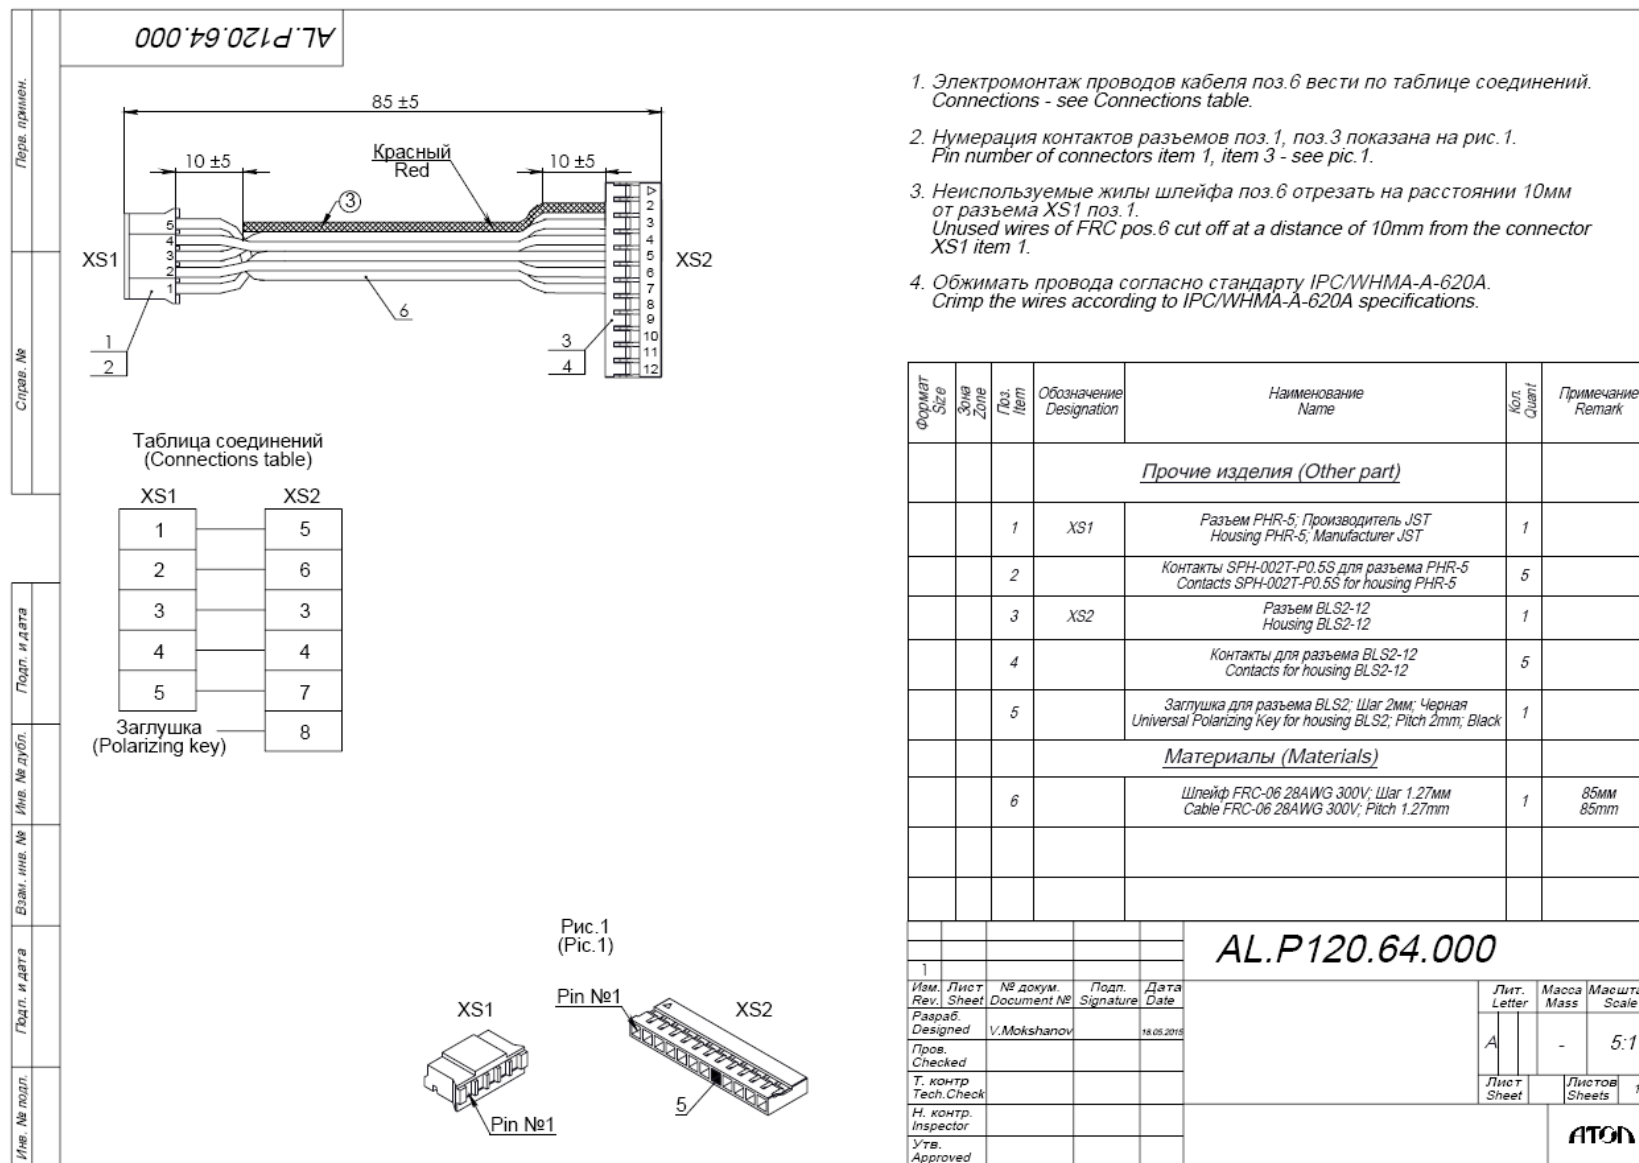 AL.P120.64.000
Перв. примен.
Справ. №
Подп. и дата
Инв. № дубл.
Взам. инв. №
Подп. и дата
Инв. № подл.
85 ±5
10 ±5
Красный
Red
10 ±5
3
XS1
5
4
3
2
1
XS2
2
3
4
5
6
7
8
9
10
11
12
6
1
2
3
4
1. Электромонтаж проводов кабеля поз.6 вести по таблице соединений.
Connections - see Connections table.
2. Нумерация контактов разъемов поз.1, поз.3 показана на рис.1.
Pin number of connectors item 1, item 3 - see pic.1.
3. Неиспользуемые жилы шлейфа поз.6 отрезать на расстоянии 10мм
от разъема XS1 поз.1.
Unused wires of FRC pos.6 cut off at a distance of 10mm from the connector
XS1 item 1.
4. Обжимать провода согласно стандарту IPC/WHMA-A-620A.
Crimp the wires according to IPC/WHMA-A-620A specifications.
Таблица соединений
(Connections table)
XS1 XS2
1 5
2 6
3 3
4 4
5 7
Заглушка
(Polarizing key)
8
Формат Size
Зона Zone
Поз. Item
Обозначение
Designation
Наименование
Name
Кол. Quant
Примечание
Remark
Прочие изделия (Other part)
1 XS1 Разъем PHR-5; Производитель JST 1
Housing PHR-5; Manufacturer JST
2 Контакты SPH-002T-P0.5S для разъема PHR-5 5
Contacts SPH-002T-P0.5S for housing PHR-5
3 XS2 Разъем BLS2-12 1
Housing BLS2-12
4 Контакты для разъема BLS2-12 5
Contacts for housing BLS2-12
5 Заглушка для разъема BLS2; Шаг 2мм; Черная 1
Universal Polarizing Key for housing BLS2; Pitch 2mm; Black
Материалы (Materials)
6 Шлейф FRC-06 28AWG 300V; Шаг 1.27мм 1 85мм
Cable FRC-06 28AWG 300V; Pitch 1.27mm 85mm
Рис.1
(Pic.1)
XS1
Pin №1
Pin №1
XS2
5
AL.P120.64.000
1
Изм. Лист № докум. Подп. Дата
Rev. Sheet Document № Signature Date
Разраб.
Designed V.Mokshanov 18.05.2015
Пров.
Checked
Т. контр
Tech.Check
Н. контр.
Inspector
Утв.
Approved
Лит. Масса
Letter Mass Scale
A - 5:1
Лист Листов
Sheet Sheets
ATOL